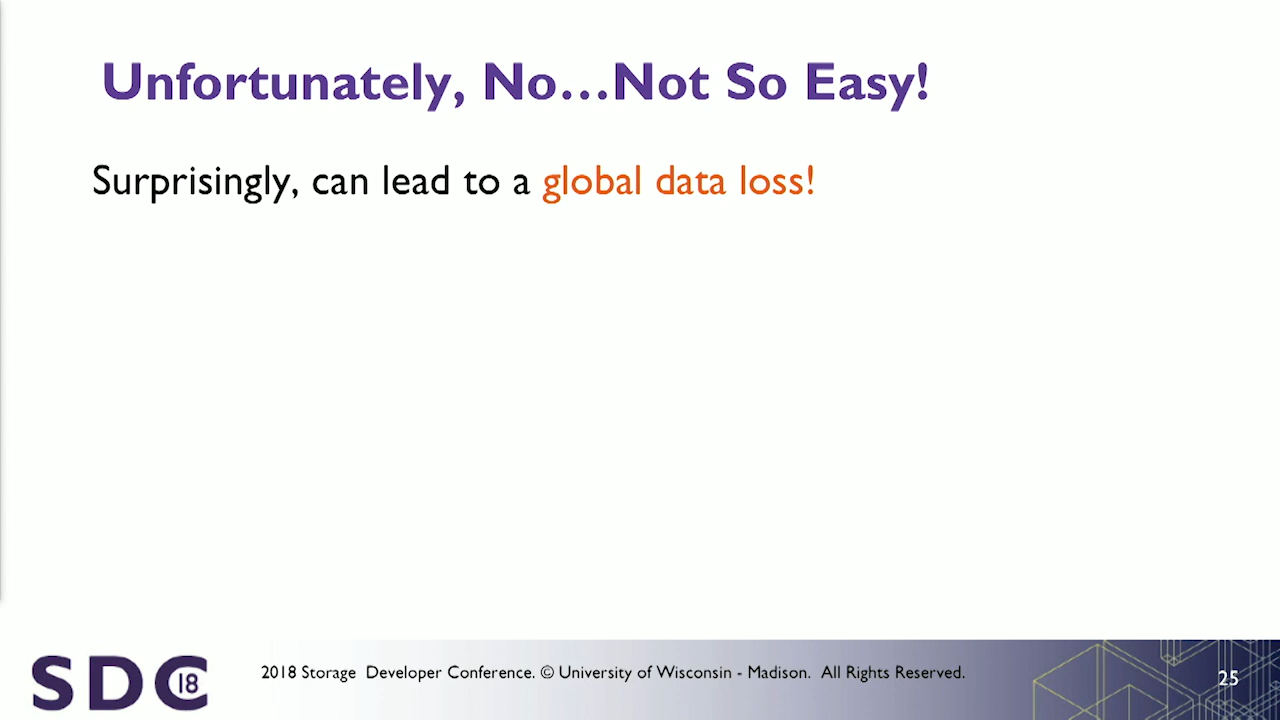 Unfortunately, No…Not So Easy!
Surprisingly, can lead to a global data loss!
SDC 18
2018 Storage Developer Conference. © University of Wisconsin - Madison. All Rights Reserved.
25